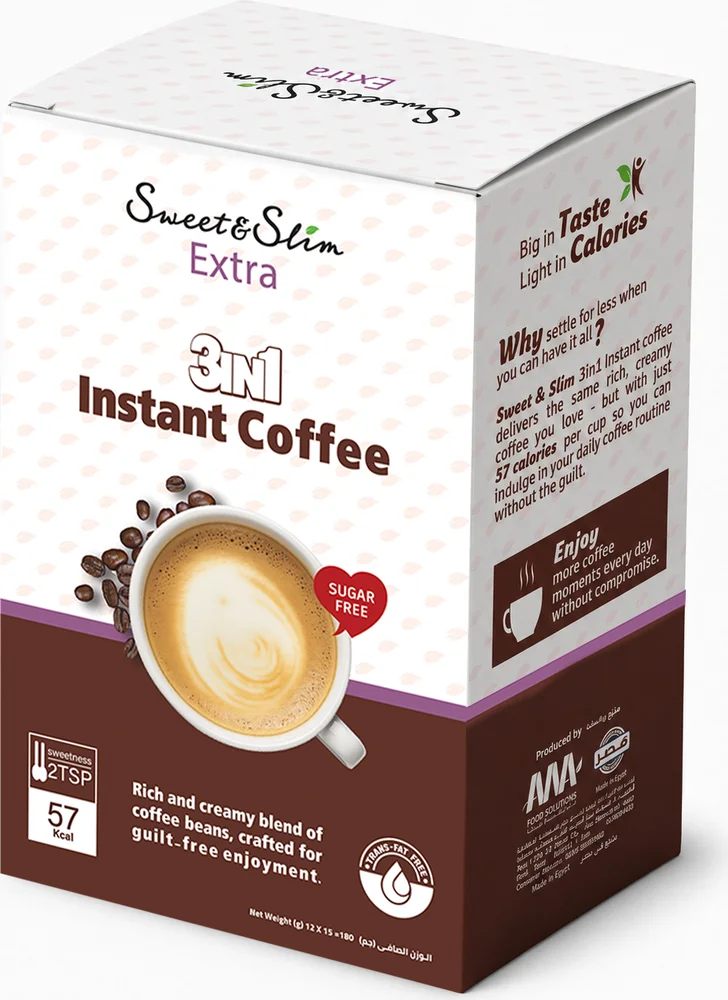 Sweet&Slim
Extra
Sweet&Slim
Extra
3IN1
Instant Coffee
SUGAR
FREE
sweetness
2TSP
57
Kcal
Rich and creamy blend of
coffee beans, crafted for
guilt-free enjoyment.
TRANS-FAT FREE
Net Weight (g) 12 X 15 =180 الوزن الصافى (جم)
Big in Taste
Light in Calories
Why settle for less when
you can have it all?
Sweet & Slim 3in1 Instant coffee
delivers the same rich, creamy
coffee you love - but with just
57 calories per cup so you can
indulge in your daily coffee routine
without the guilt.
Enjoy
more coffee
moments every day
without compromise.
Produced by
AAA
FOOD SOLUTIONS
Made in Egypt
Made in Egypt